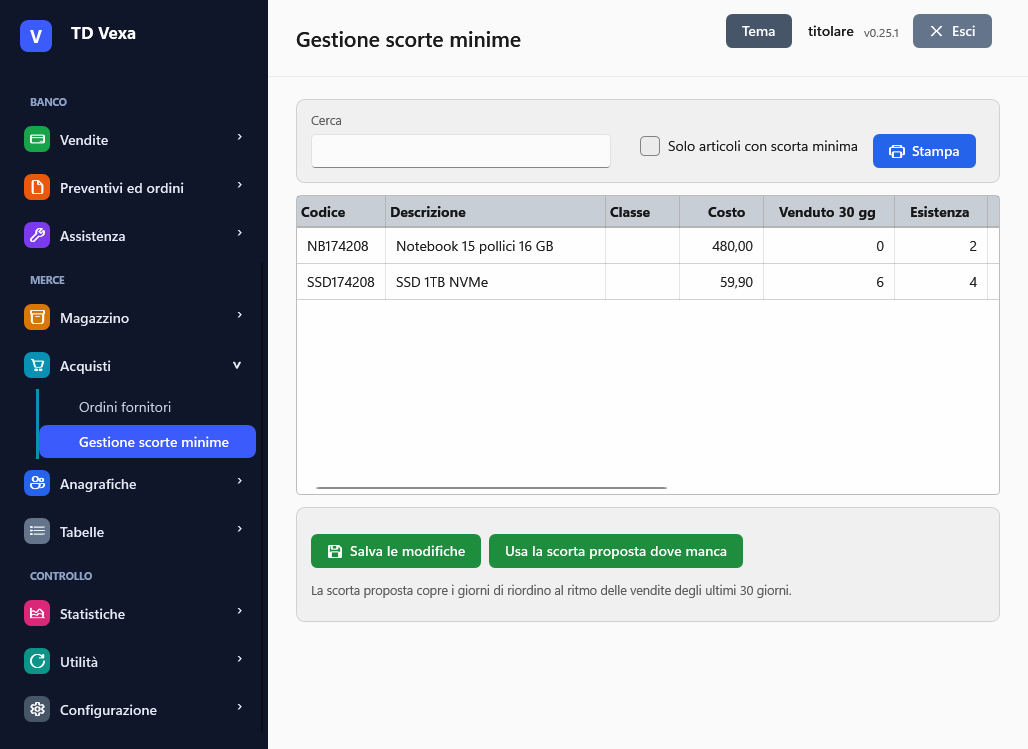 V TD Vexa
BANCO
Vendite
Preventivi ed ordini
Assistenza
MERCE
Magazzino
Acquisti
Ordini fornitori
Gestione scorte minime
Anagrafiche
Tabelle
CONTROLLO
Statistiche
Utilità
Configurazione
Gestione scorte minime
Tema titolare v0.25.1 Esci
Cerca
Solo articoli con scorta minima
Stampa
Codice Descrizione Classe Costo Venduto 30 gg Esistenza
NB174208 Notebook 15 pollici 16 GB 480,00 0 2
SSD174208 SSD 1TB NVMe 59,90 6 4
Salva le modifiche Usa la scorta proposta dove manca
La scorta proposta copre i giorni di riordino al ritmo delle vendite degli ultimi 30 giorni.